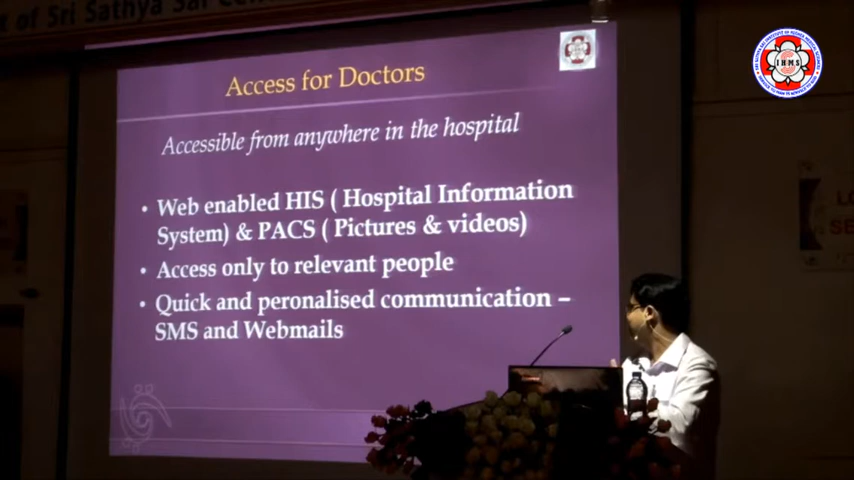 of Sri Sathya Sai
IHMS
Access for Doctors
Accessible from anywhere in the hospital
• Web enabled HIS ( Hospital Information
System) & PACS ( Pictures & videos)
• Access only to relevant people
• Quick and peronalised communication –
SMS and Webmails